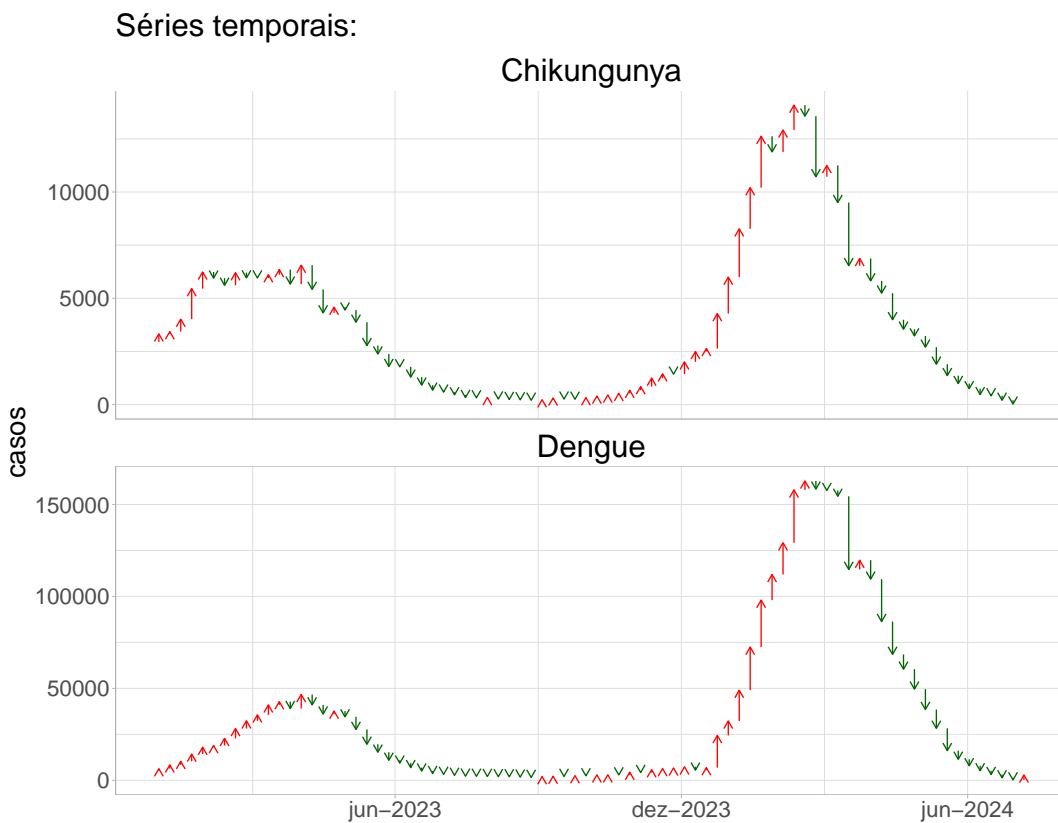 Séries temporais:
Chikungunya
10000
5000
0
casos
Dengue
150000
100000
50000
0
jun−2023
dez−2023
jun−2024